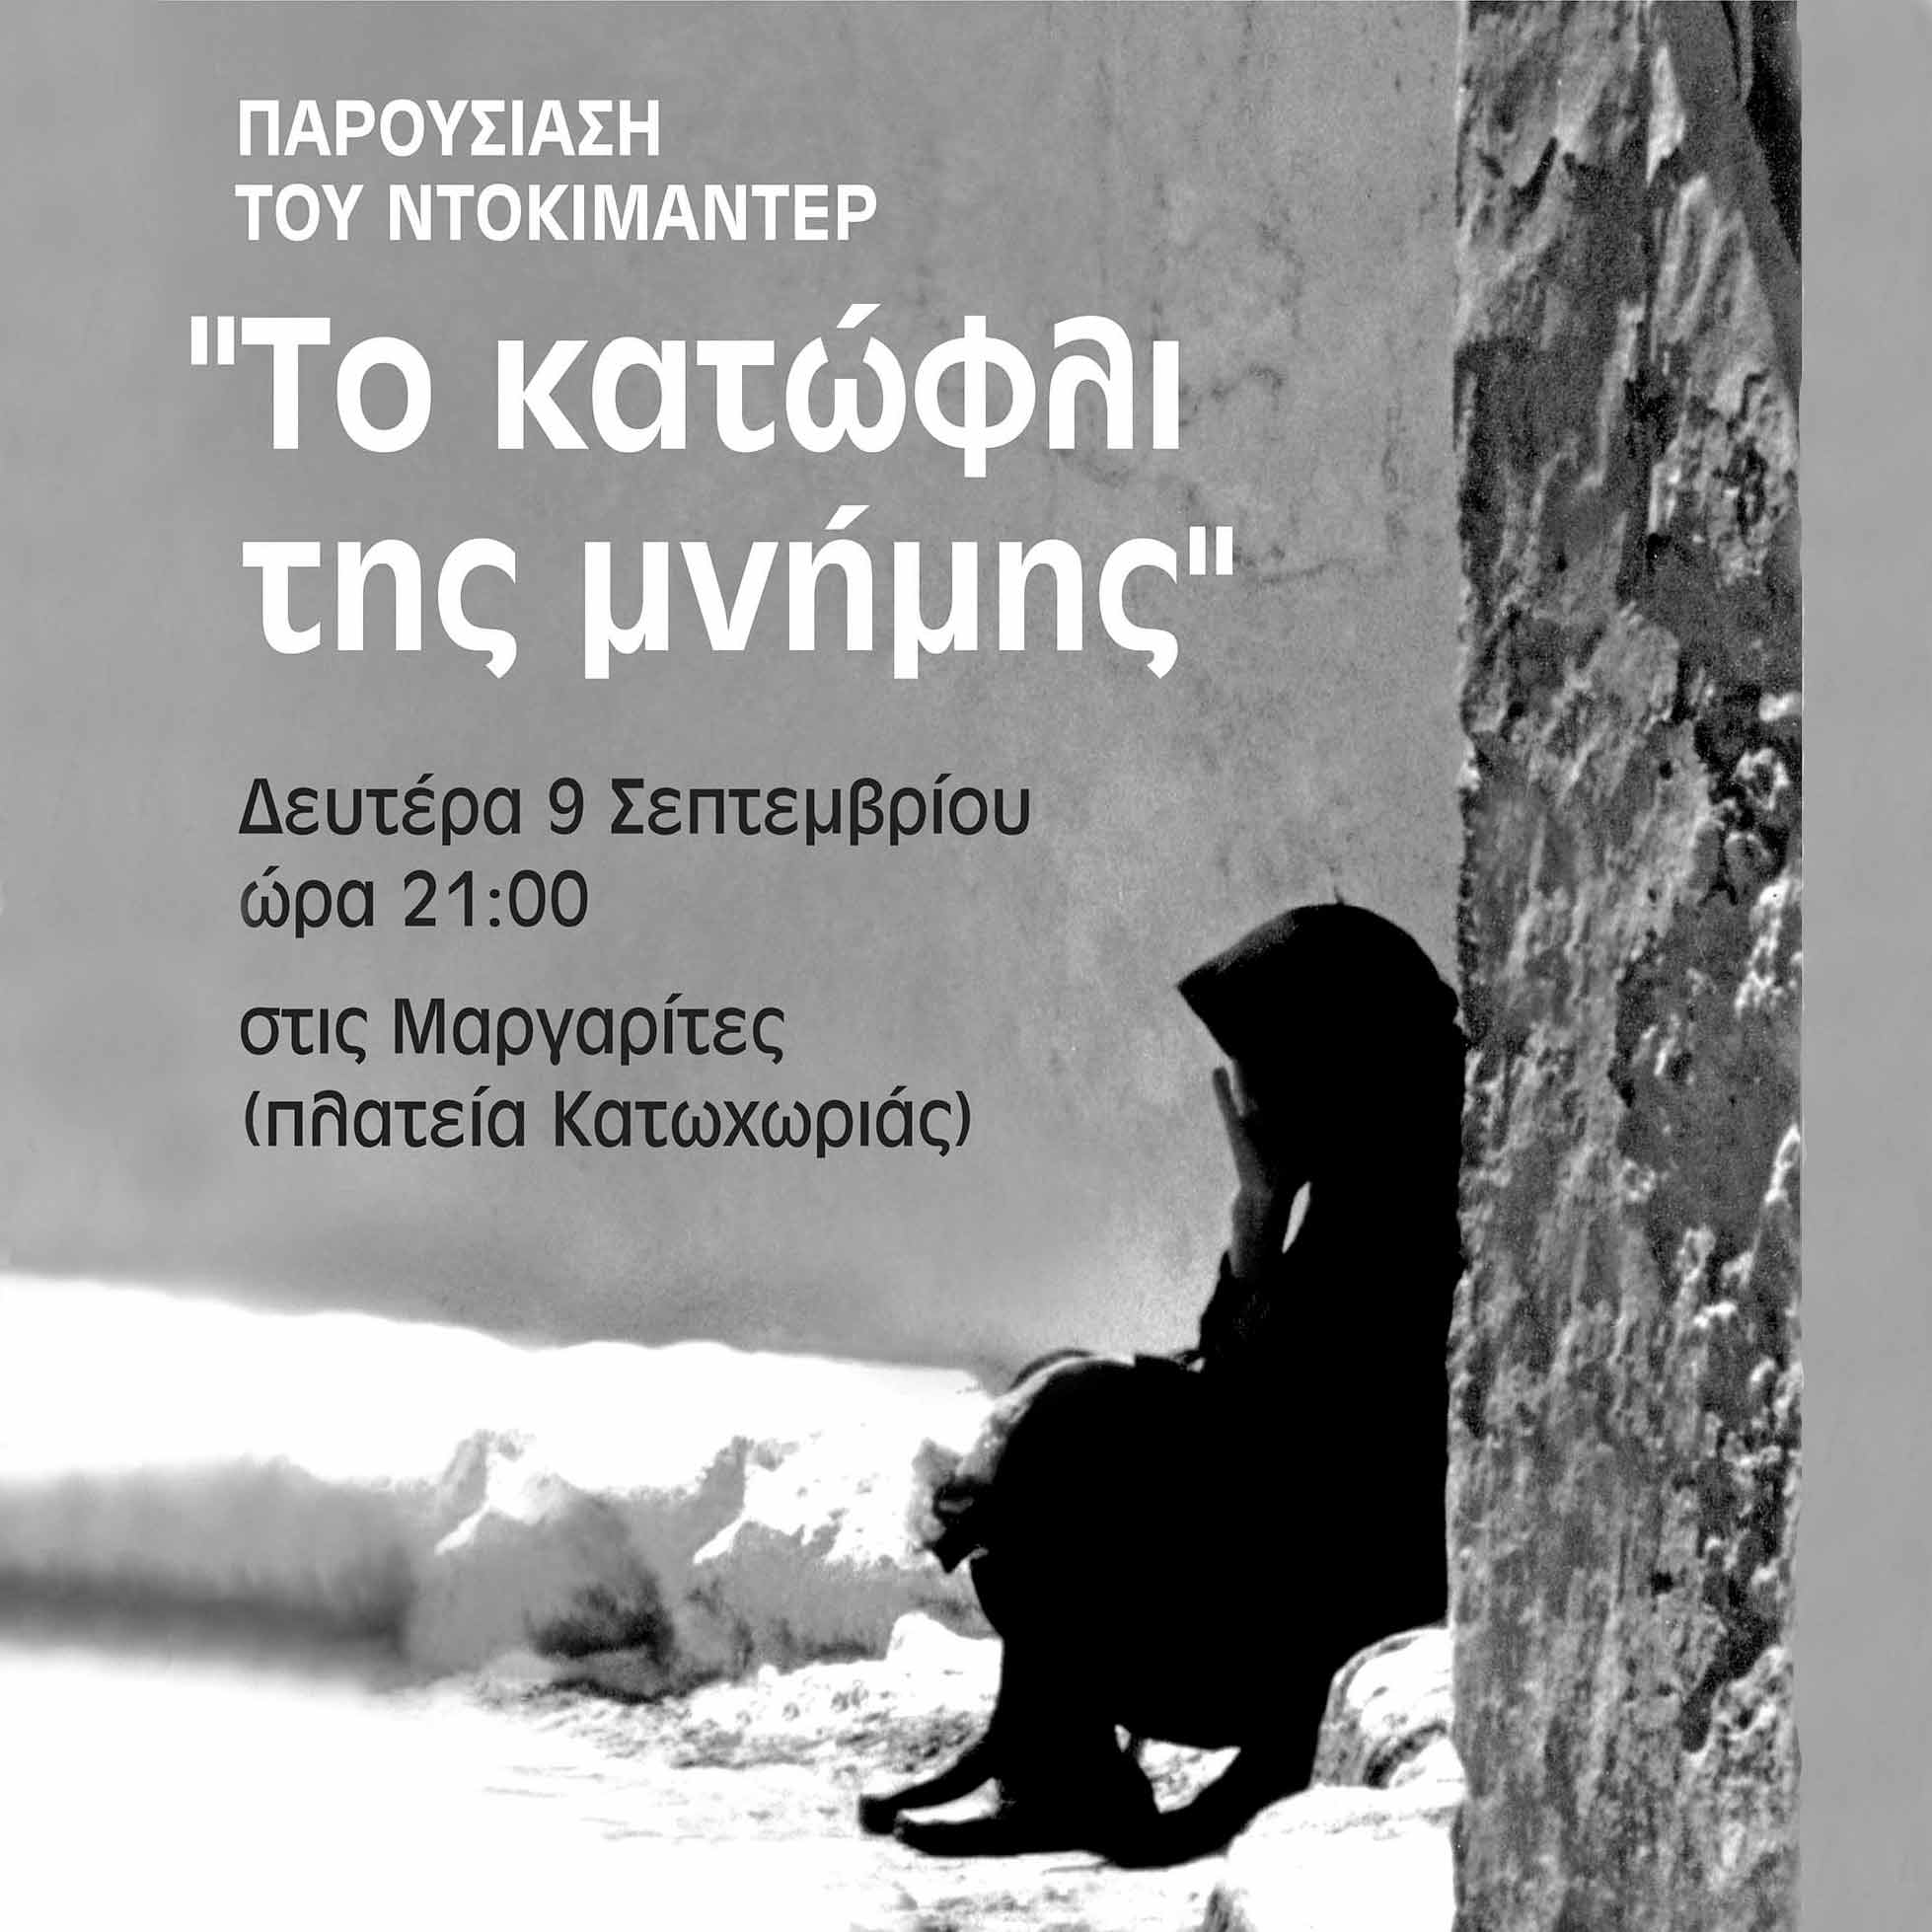 ΠΑΡΟΥΣΙΑΣΗ
ΤΟΥ ΝΤΟΚΙΜΑΝΤΕΡ
"Το κατώφλι
της μνήμης"
Δευτέρα 9 Σεπτεμβρίου
ώρα 21:00
στις Μαργαρίτες
(πλατεία Κατωχωριάς)